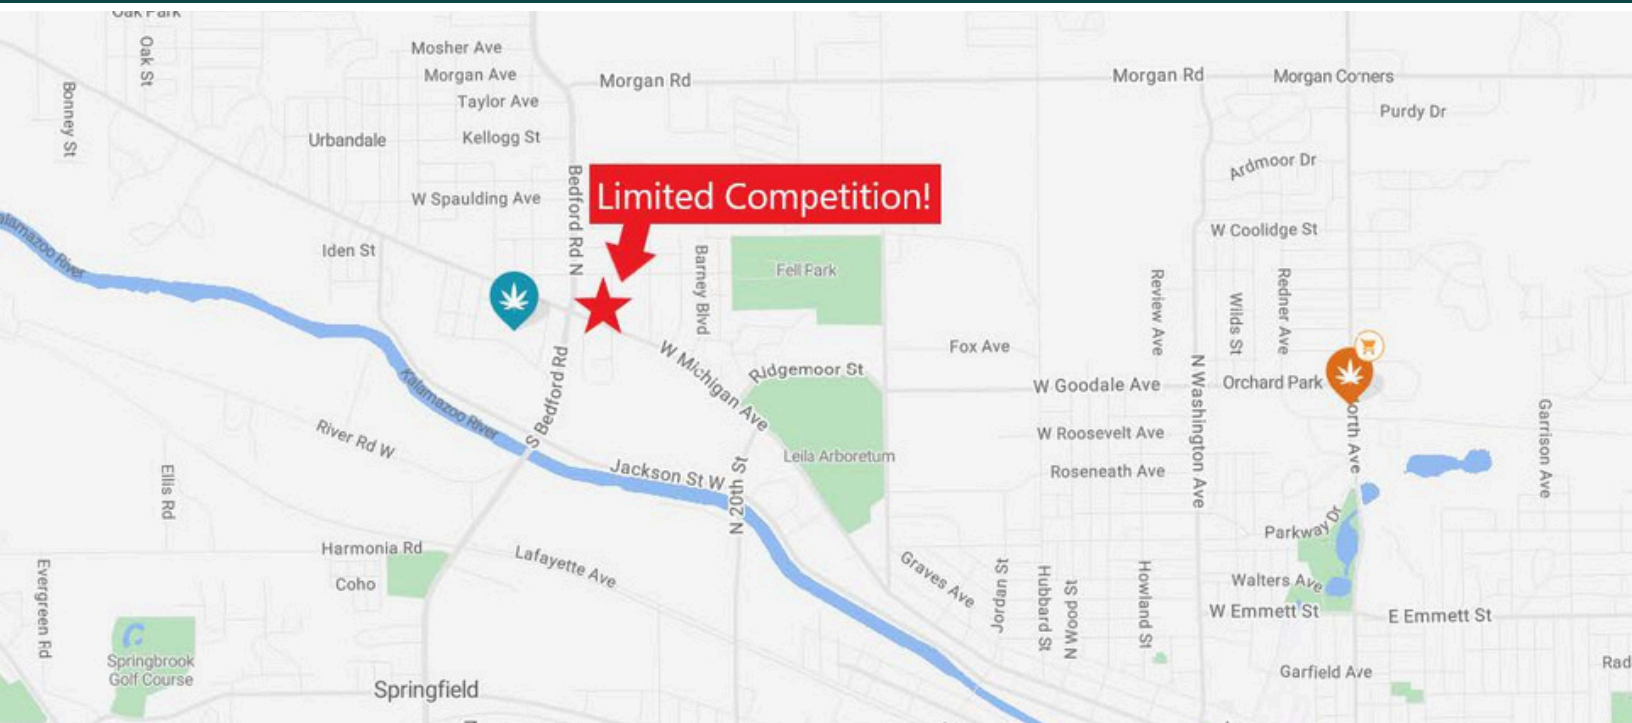 Oak Park
Oak St
Bonney St
Mosher Ave
Morgan Ave
Taylor Ave
Kellogg St
Urbandale
W Spaulding Ave
Iden St
Morgan Rd
Bedford Rd N
Limited Competition!
Barney Blvd
Fell Park
Morgan Rd
Morgan Corners
Purdy Dr
Ardmoor Dr
W Coolidge St
Review Ave
Wilds St
Redner Ave
Kalamazoo River
Kalamazoo River
S Bedford Rd
W Michigan Ave
Ridgemoor St
Fox Ave
W Goodale Ave
N Washington Ave
Orchard Park
orth Ave
Garrison Ave
W Roosevelt Ave
Roseneath Ave
Leila Arboretum
River Rd W
Jackson St W
N 20th St
Ellis Rd
Harmonia Rd
Coho
Lafayette Ave
Evergreen Rd
Springbrook
Golf Course
Springfield
Graves Ave
Jordan St
Hubbard St
N Wood St
Howland St
Parkway Dr
Walters Ave
W Emmett St
E Emmett St
Garfield Ave
Rad